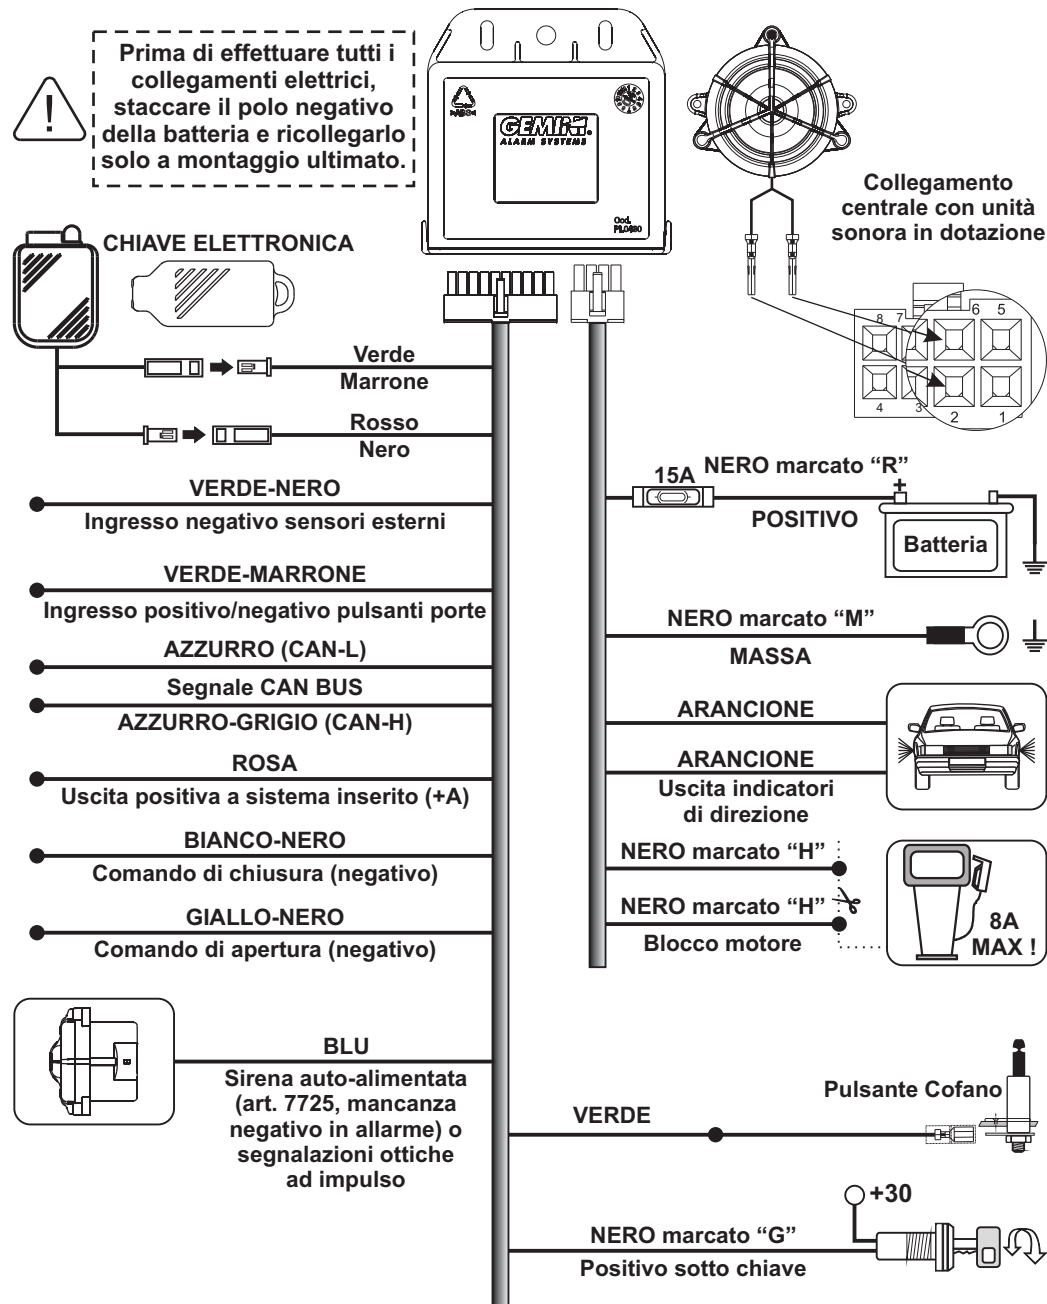 Prima di effettuare tutti i
collegamenti elettrici,
staccare il polo negativo
della batteria e ricollegarlo
solo a montaggio ultimato.
!
>ABS<
GEMINI.
ALARM SYSTEMS
Cod.
Collegamento
centrale con unità
sonora in dotazione
CHIAVE ELETTRONICA
8 7 6 5
4 3 2 1
Verde
Marrone
Rosso
Nero
VERDE-NERO
Ingresso negativo sensori esterni
VERDE-MARRONE
Ingresso positivo/negativo pulsanti porte
AZZURRO (CAN-L)
Segnale CAN BUS
AZZURRO-GRIGIO (CAN-H)
ROSA
Uscita positiva a sistema inserito (+A)
BIANCO-NERO
Comando di chiusura (negativo)
GIALLO-NERO
Comando di apertura (negativo)
BLU
Sirena auto-alimentata
(art. 7725, mancanza
negativo in allarme) o
segnalazioni ottiche
ad impulso
15A
NERO marcato “R”
+
POSITIVO
Batteria
NERO marcato “M”
MASSA
ARANCIONE
ARANCIONE
Uscita indicatori
di direzione
NERO marcato “H”
NERO marcato “H”
Blocco motore
8A
MAX !
Pulsante Cofano
VERDE
+30
NERO marcato “G”
Positivo sotto chiave